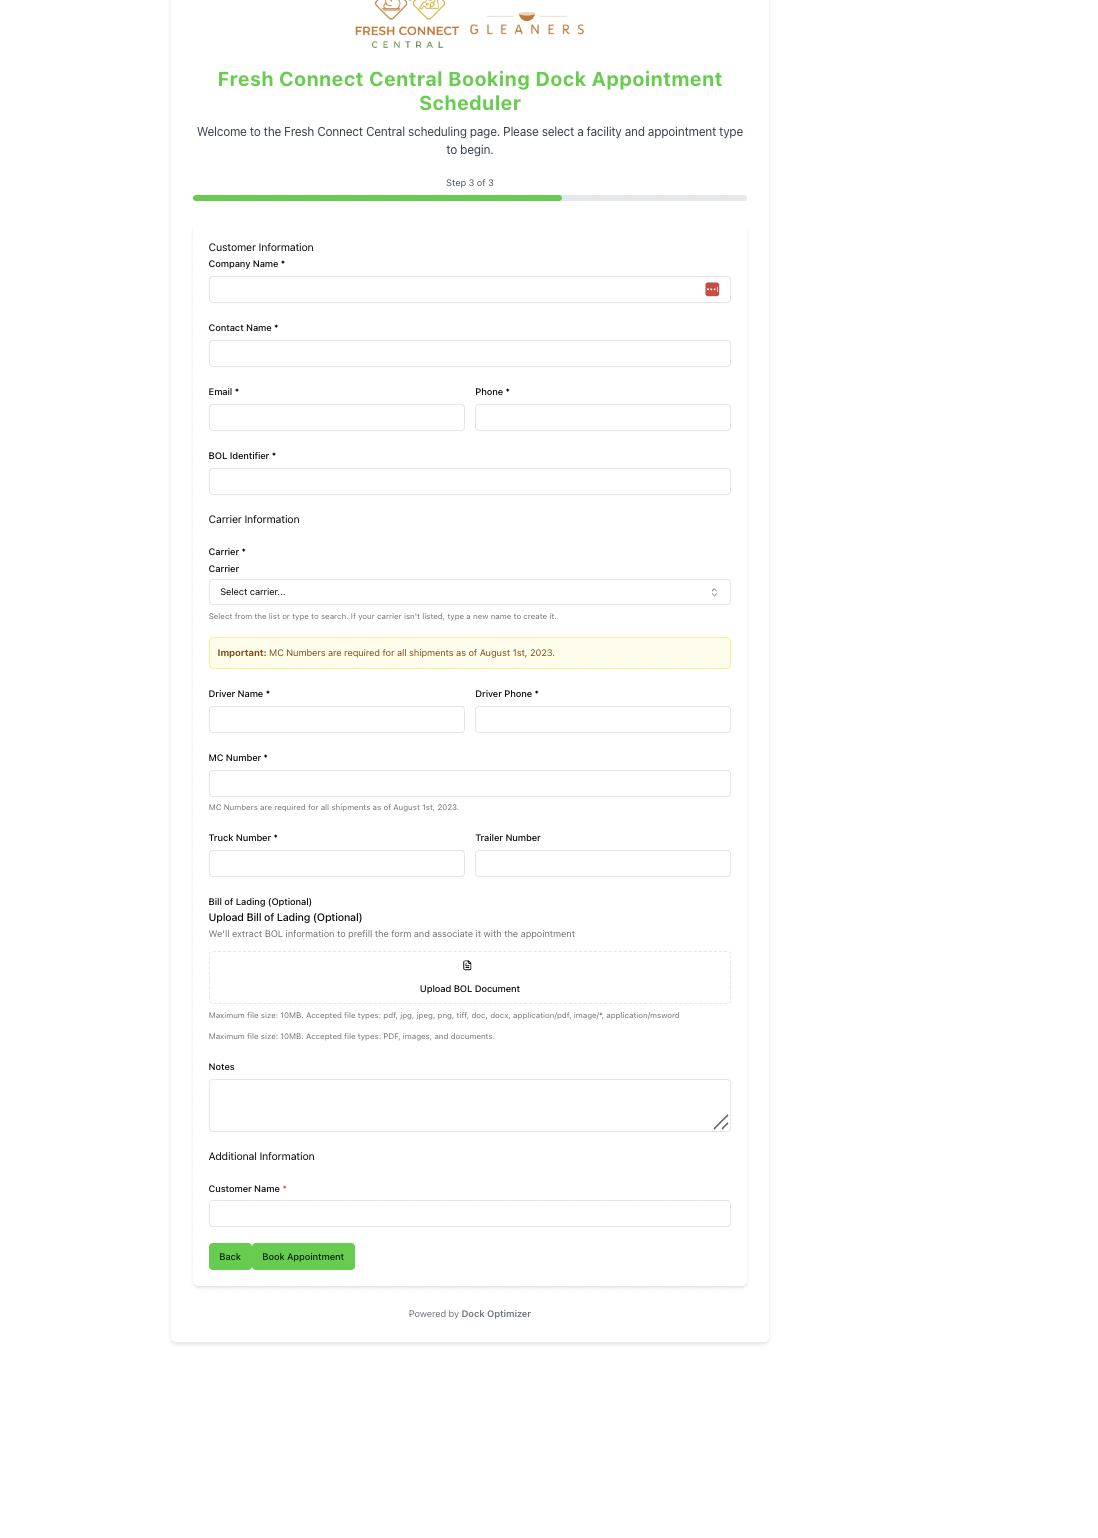 FRESH CONNECT
CENTRAL
GLEANERS
Fresh Connect Central Booking Dock Appointment
Scheduler
Welcome to the Fresh Connect Central scheduling page. Please select a facility and appointment type
to begin.
Step 3 of 3
Customer Information
Company Name *
Contact Name *
Email *
Phone *
BOL Identifier *
Carrier Information
Carrier *
Carrier
Select carrier...
Select from the list or type to search. If your carrier isn't listed, type a new name to create it.
Important: MC Numbers are required for all shipments as of August 1st, 2023.
Driver Name *
Driver Phone *
MC Number *
MC Numbers are required for all shipments as of August 1st, 2023.
Truck Number *
Trailer Number
Bill of Lading (Optional)
Upload Bill of Lading (Optional)
We'll extract BOL information to prefill the form and associate it with the appointment
Upload BOL Document
Maximum file size: 10MB. Accepted file types: pdf, jpg, jpeg, png, tiff, doc, docx, application/pdf, image/*, application/msword
Maximum file size: 10MB. Accepted file types: PDF, images, and documents.
Notes
Additional Information
Customer Name *
Back
Book Appointment
Powered by Dock Optimizer